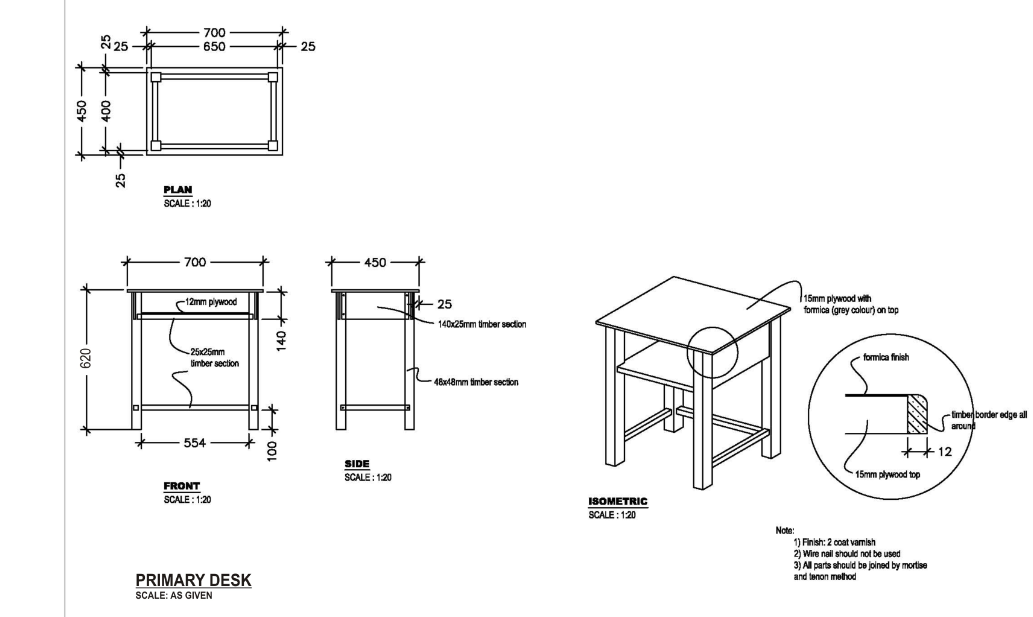 700
25 25 650 25
450 400
25
PLAN
SCALE : 1:20
700
12mm plywood
140
620
25x25mm
timber section
554
100
FRONT
SCALE : 1:20
450
25
140x25mm timber section
48x48mm timber section
SIDE
SCALE : 1:20
15mm plywood with
formica (grey colour) on top
formica finish
timber border edge all
around
12
15mm plywood top
ISOMETRIC
SCALE : 1:20
Note:
1) Finish: 2 coat varnish
2) Wire nail should not be used
3) All parts should be joined by mortise
and tenon method
PRIMARY DESK
SCALE: AS GIVEN